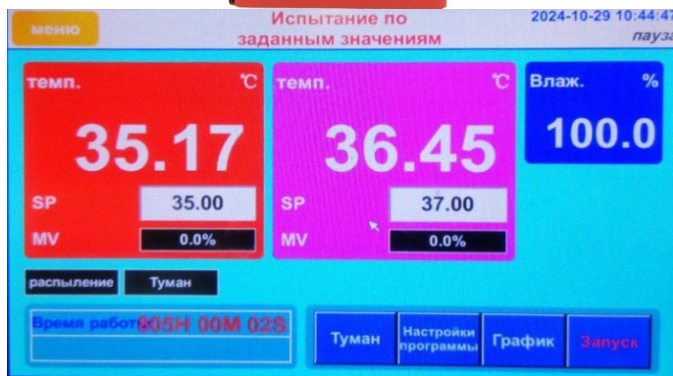 меню
Испытание по
заданным значениям
2024-10-29 10:44:47
пауза
темп. ℃
35.17
SP 35.00
MV 0.0%
темп. ℃
36.45
SP 37.00
MV 0.0%
Влаж. %
100.0
распыление
Туман
Время работы 805H 00M 02S
Туман
Настройки
программы
График
Запуск